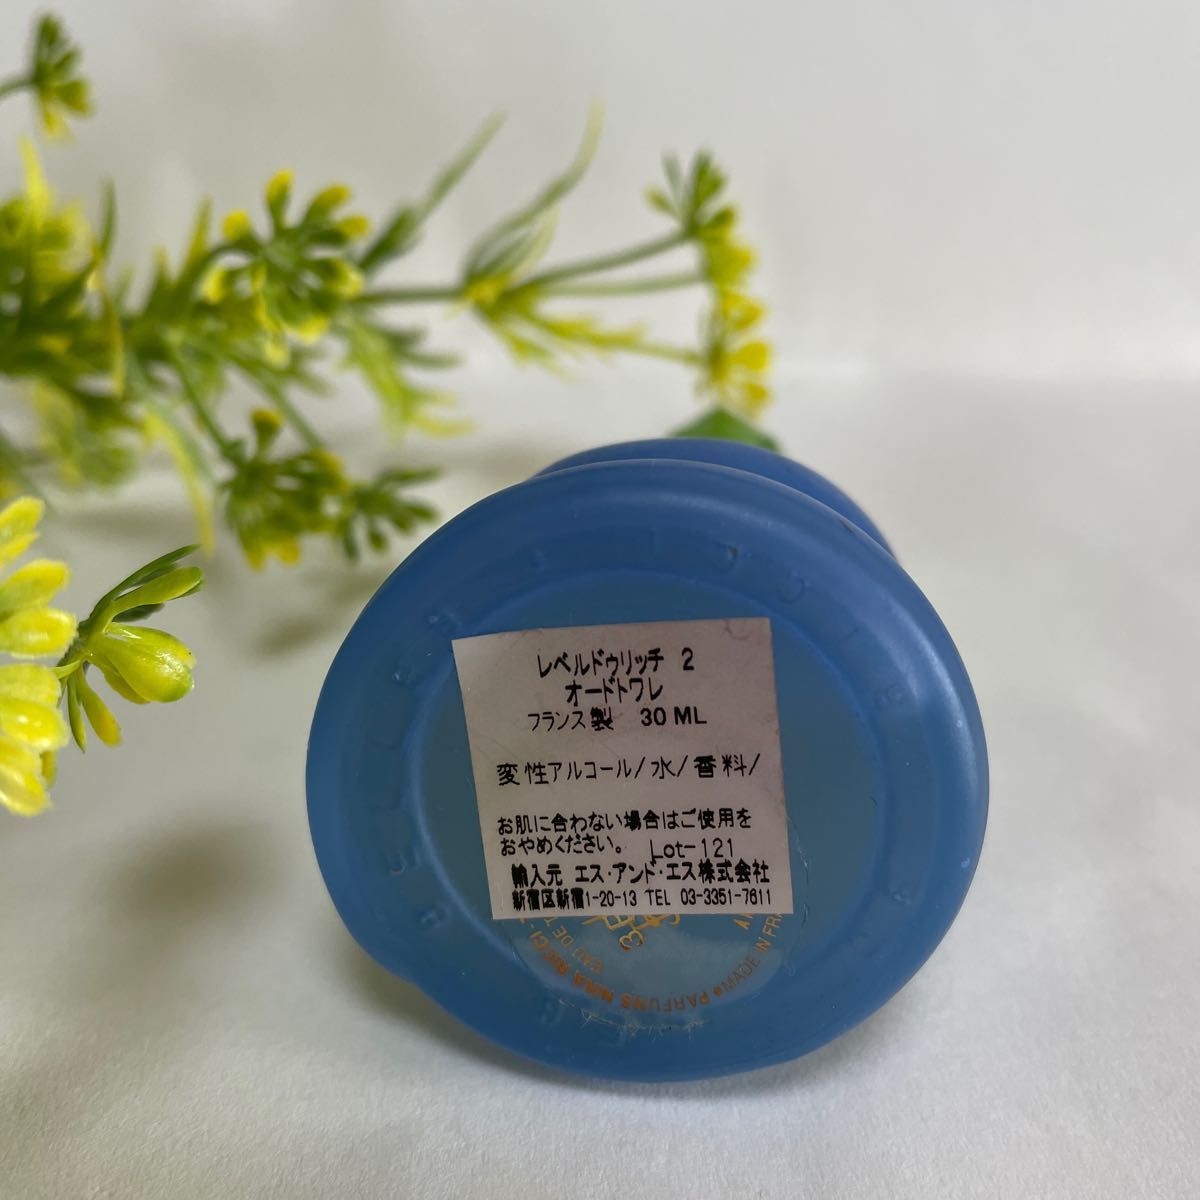 レベルドゥリッチ 2
オードトワレ
フランス製 30ML
変性アルコール/水/香料/
お肌に合わない場合はご使用を
おやめください。 Lot-121
輸入元 エス・アンド・エス株式会社
新宿区新宿1-20-13 TEL 03-3351-7611
PARFUMS NINA RICCI
EAU DE
MADE IN FRA